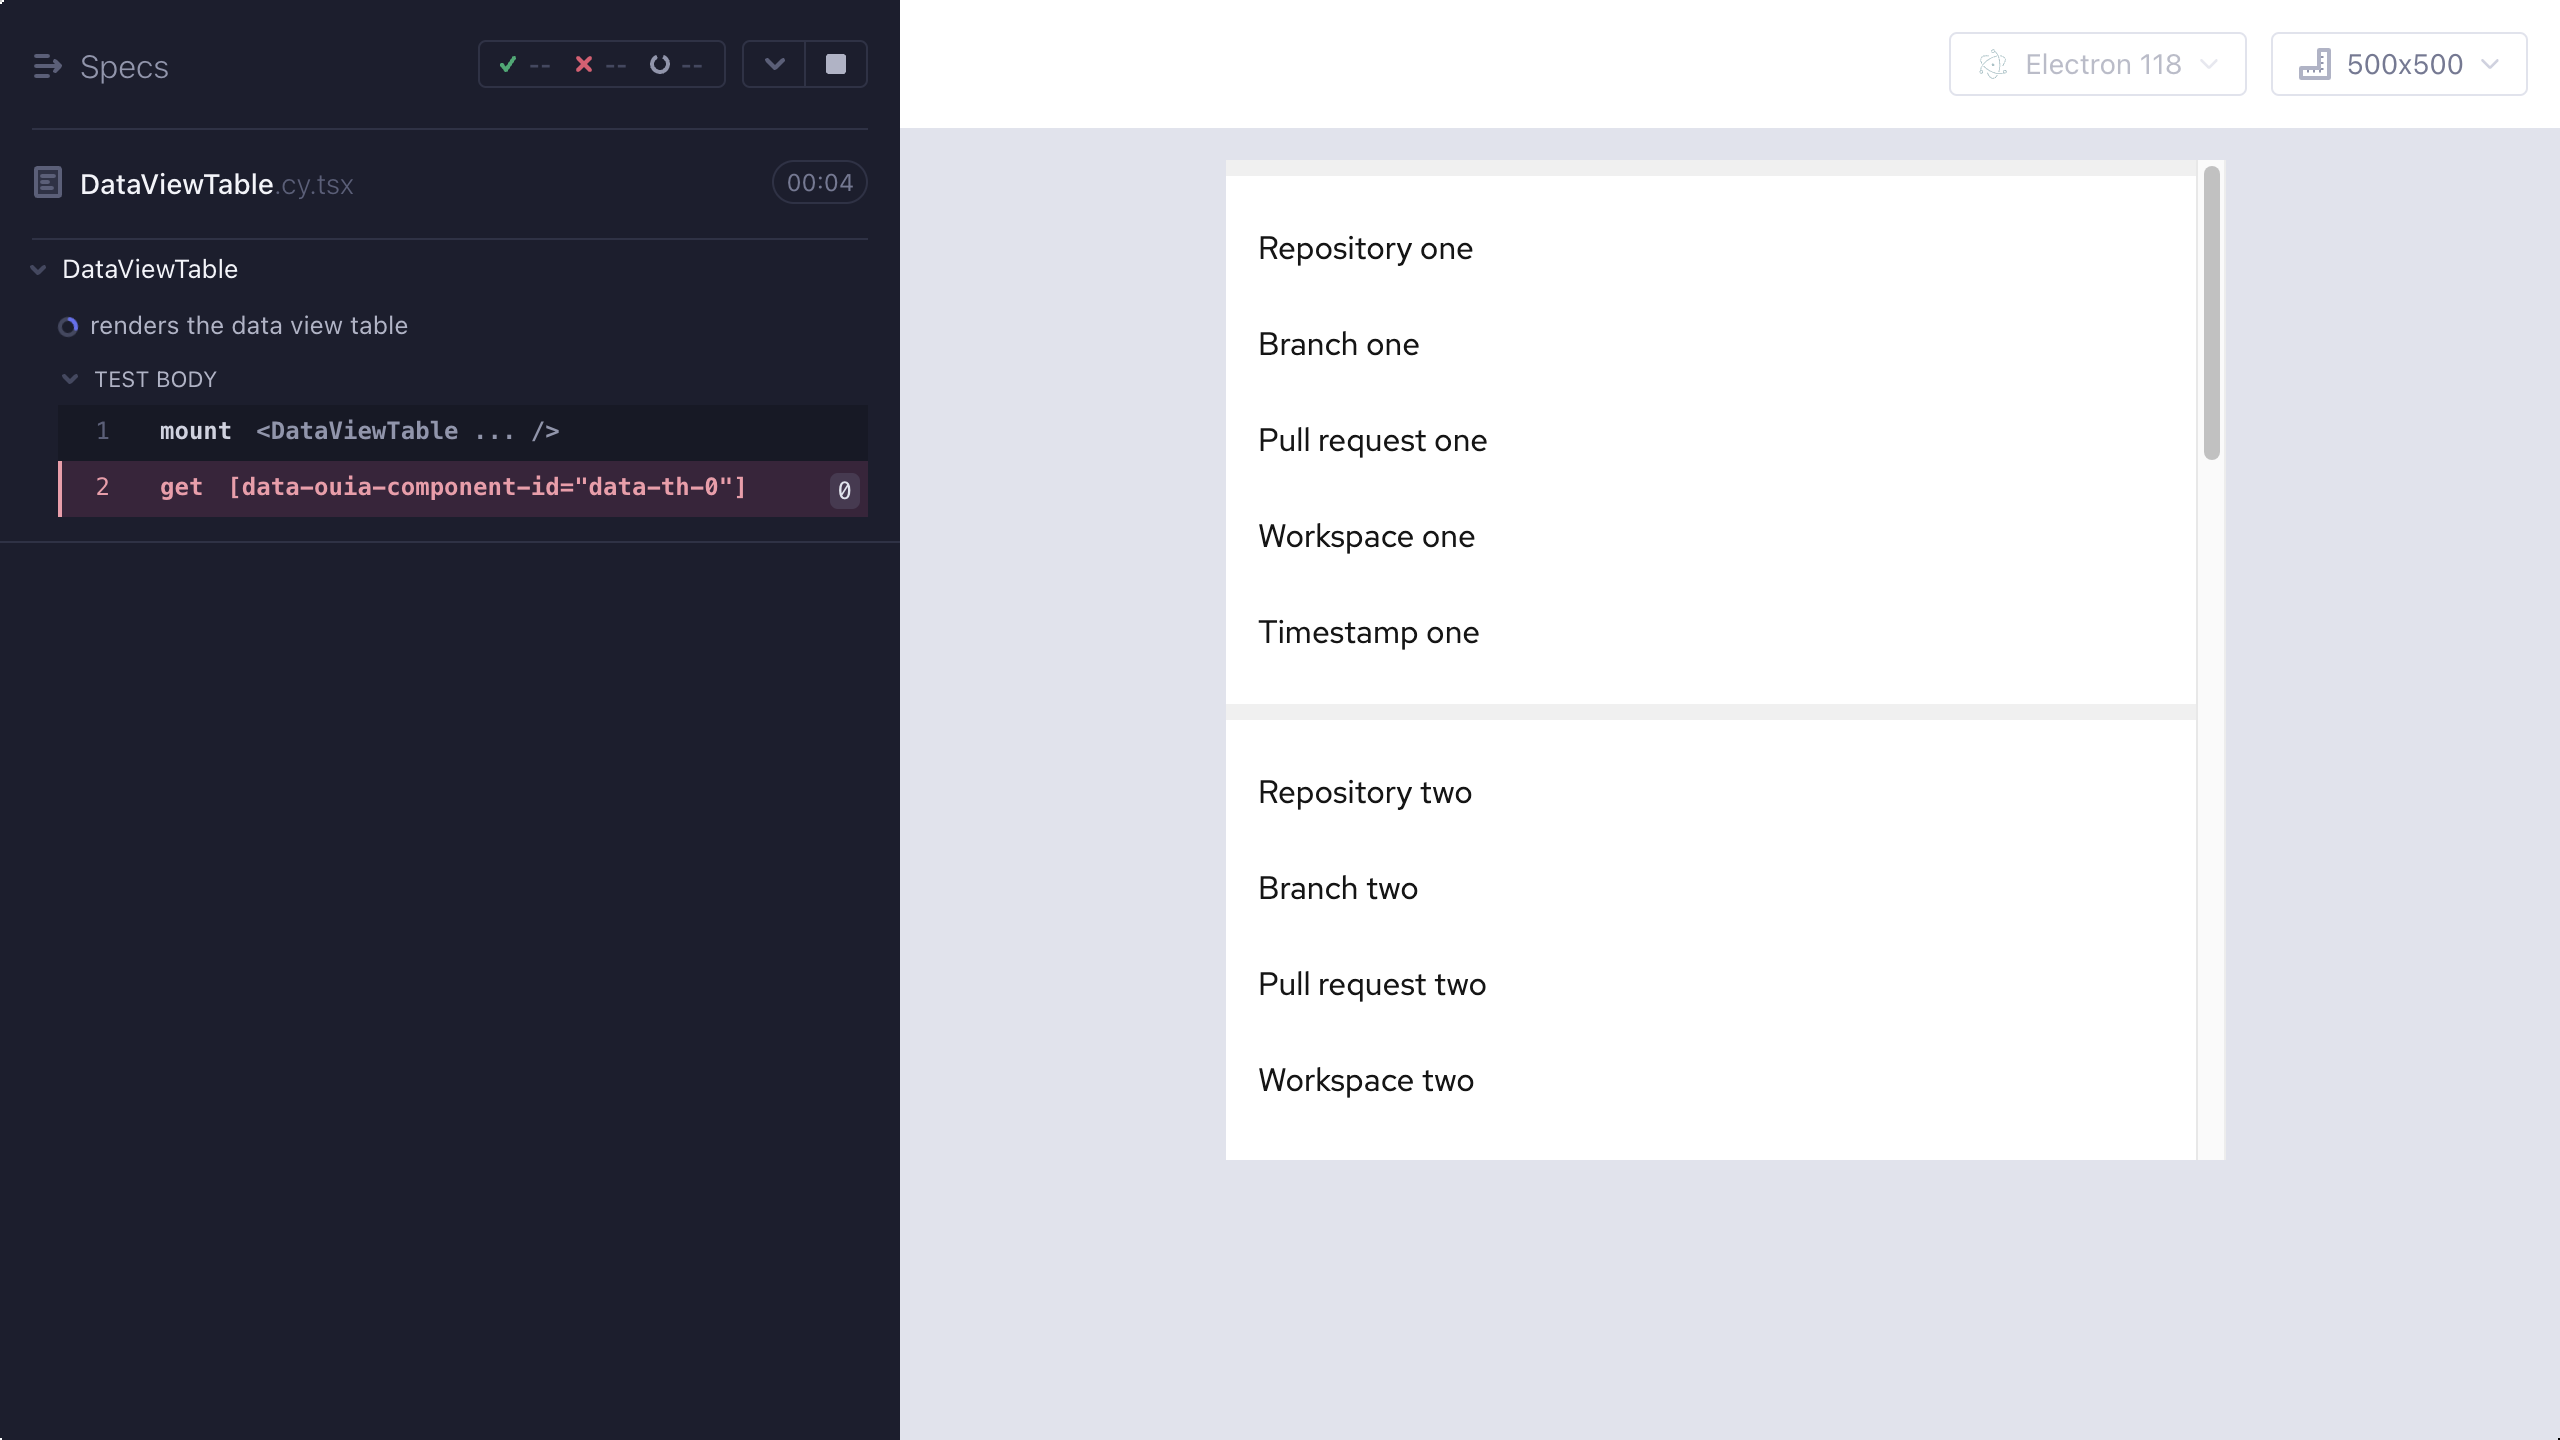 Specs
--
--
--
DataViewTable.cy.tsx
00:04
DataViewTable
renders the data view table
TEST BODY
1 mount <DataViewTable ... />
2 get [data-ouia-component-id="data-th-0"] 0
Electron 118
500x500
Repository one
Branch one
Pull request one
Workspace one
Timestamp one
Repository two
Branch two
Pull request two
Workspace two